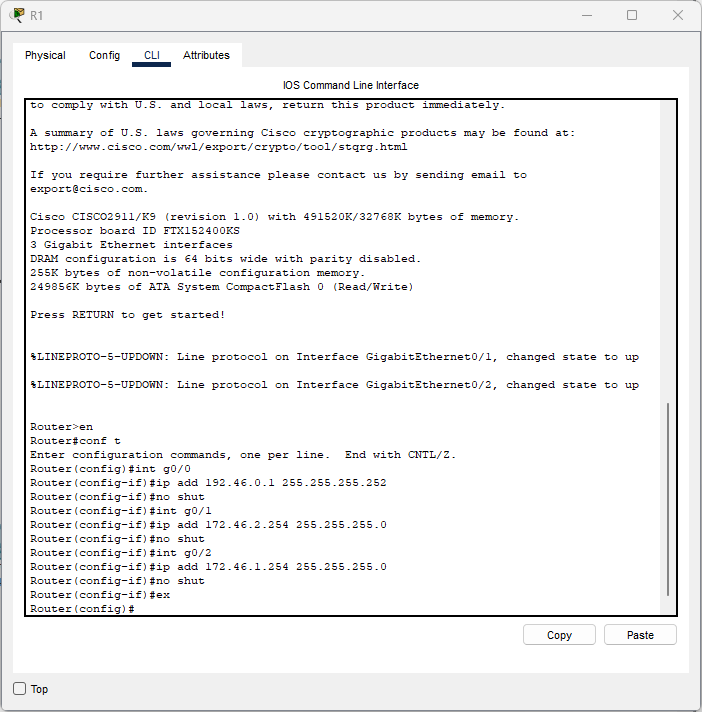 R1
Physical Config CLI Attributes
IOS Command Line Interface
to comply with U.S. and local laws, return this product immediately.
A summary of U.S. laws governing Cisco cryptographic products may be found at:
http://www.cisco.com/wwl/export/crypto/tool/stqrg.html
If you require further assistance please contact us by sending email to
export@cisco.com.
Cisco CISCO2911/K9 (revision 1.0) with 491520K/32768K bytes of memory.
Processor board ID FTX152400KS
3 Gigabit Ethernet interfaces
DRAM configuration is 64 bits wide with parity disabled.
255K bytes of non-volatile configuration memory.
249856K bytes of ATA System CompactFlash 0 (Read/Write)
Press RETURN to get started!
%LINEPROTO-5-UPDOWN: Line protocol on Interface GigabitEthernet0/1, changed state to up
%LINEPROTO-5-UPDOWN: Line protocol on Interface GigabitEthernet0/2, changed state to up
Router>en
Router#conf t
Enter configuration commands, one per line.  End with CNTL/Z.
Router(config)#int g0/0
Router(config-if)#ip add 192.46.0.1 255.255.255.252
Router(config-if)#no shut
Router(config-if)#int g0/1
Router(config-if)#ip add 172.46.2.254 255.255.255.0
Router(config-if)#no shut
Router(config-if)#int g0/2
Router(config-if)#ip add 172.46.1.254 255.255.255.0
Router(config-if)#no shut
Router(config-if)#ex
Router(config)#
Copy Paste
Top